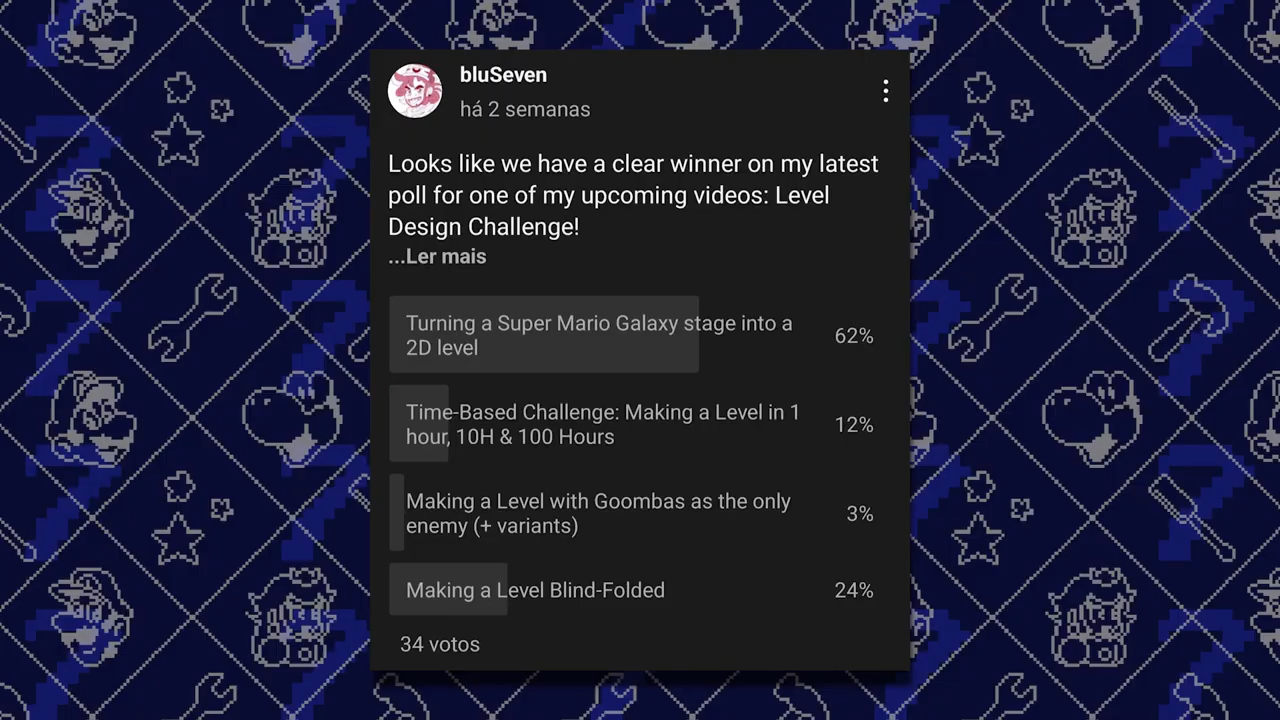 bluSeven
há 2 semanas
Looks like we have a clear winner on my latest
poll for one of my upcoming videos: Level
Design Challenge!
...Ler mais
Turning a Super Mario Galaxy stage into a
2D level
62%
Time-Based Challenge: Making a Level in 1
hour, 10H & 100 Hours
12%
Making a Level with Goombas as the only
enemy (+ variants)
3%
Making a Level Blind-Folded
24%
34 votos